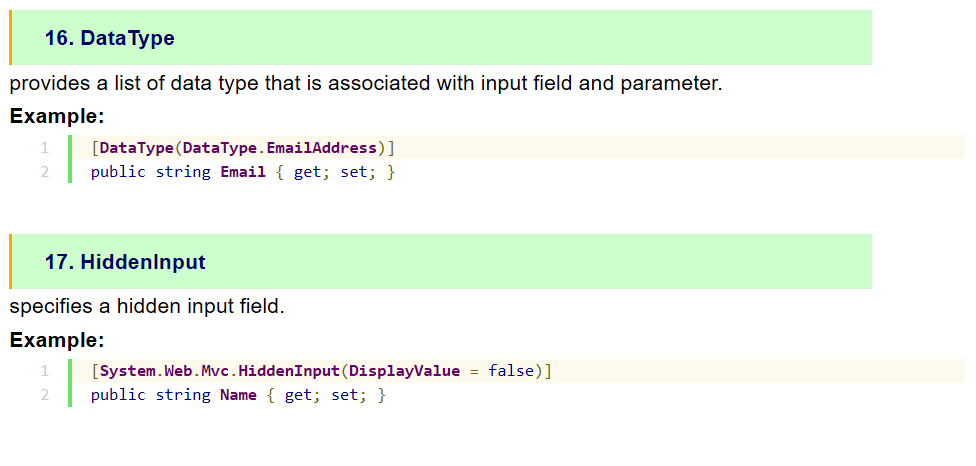 16. DataType
provides a list of data type that is associated with input field and parameter.
Example:
1 [DataType(DataType.EmailAddress)]
2 public string Email { get; set; }
17. HiddenInput
specifies a hidden input field.
Example:
1 [System.Web.Mvc.HiddenInput(DisplayValue = false)]
2 public string Name { get; set; }